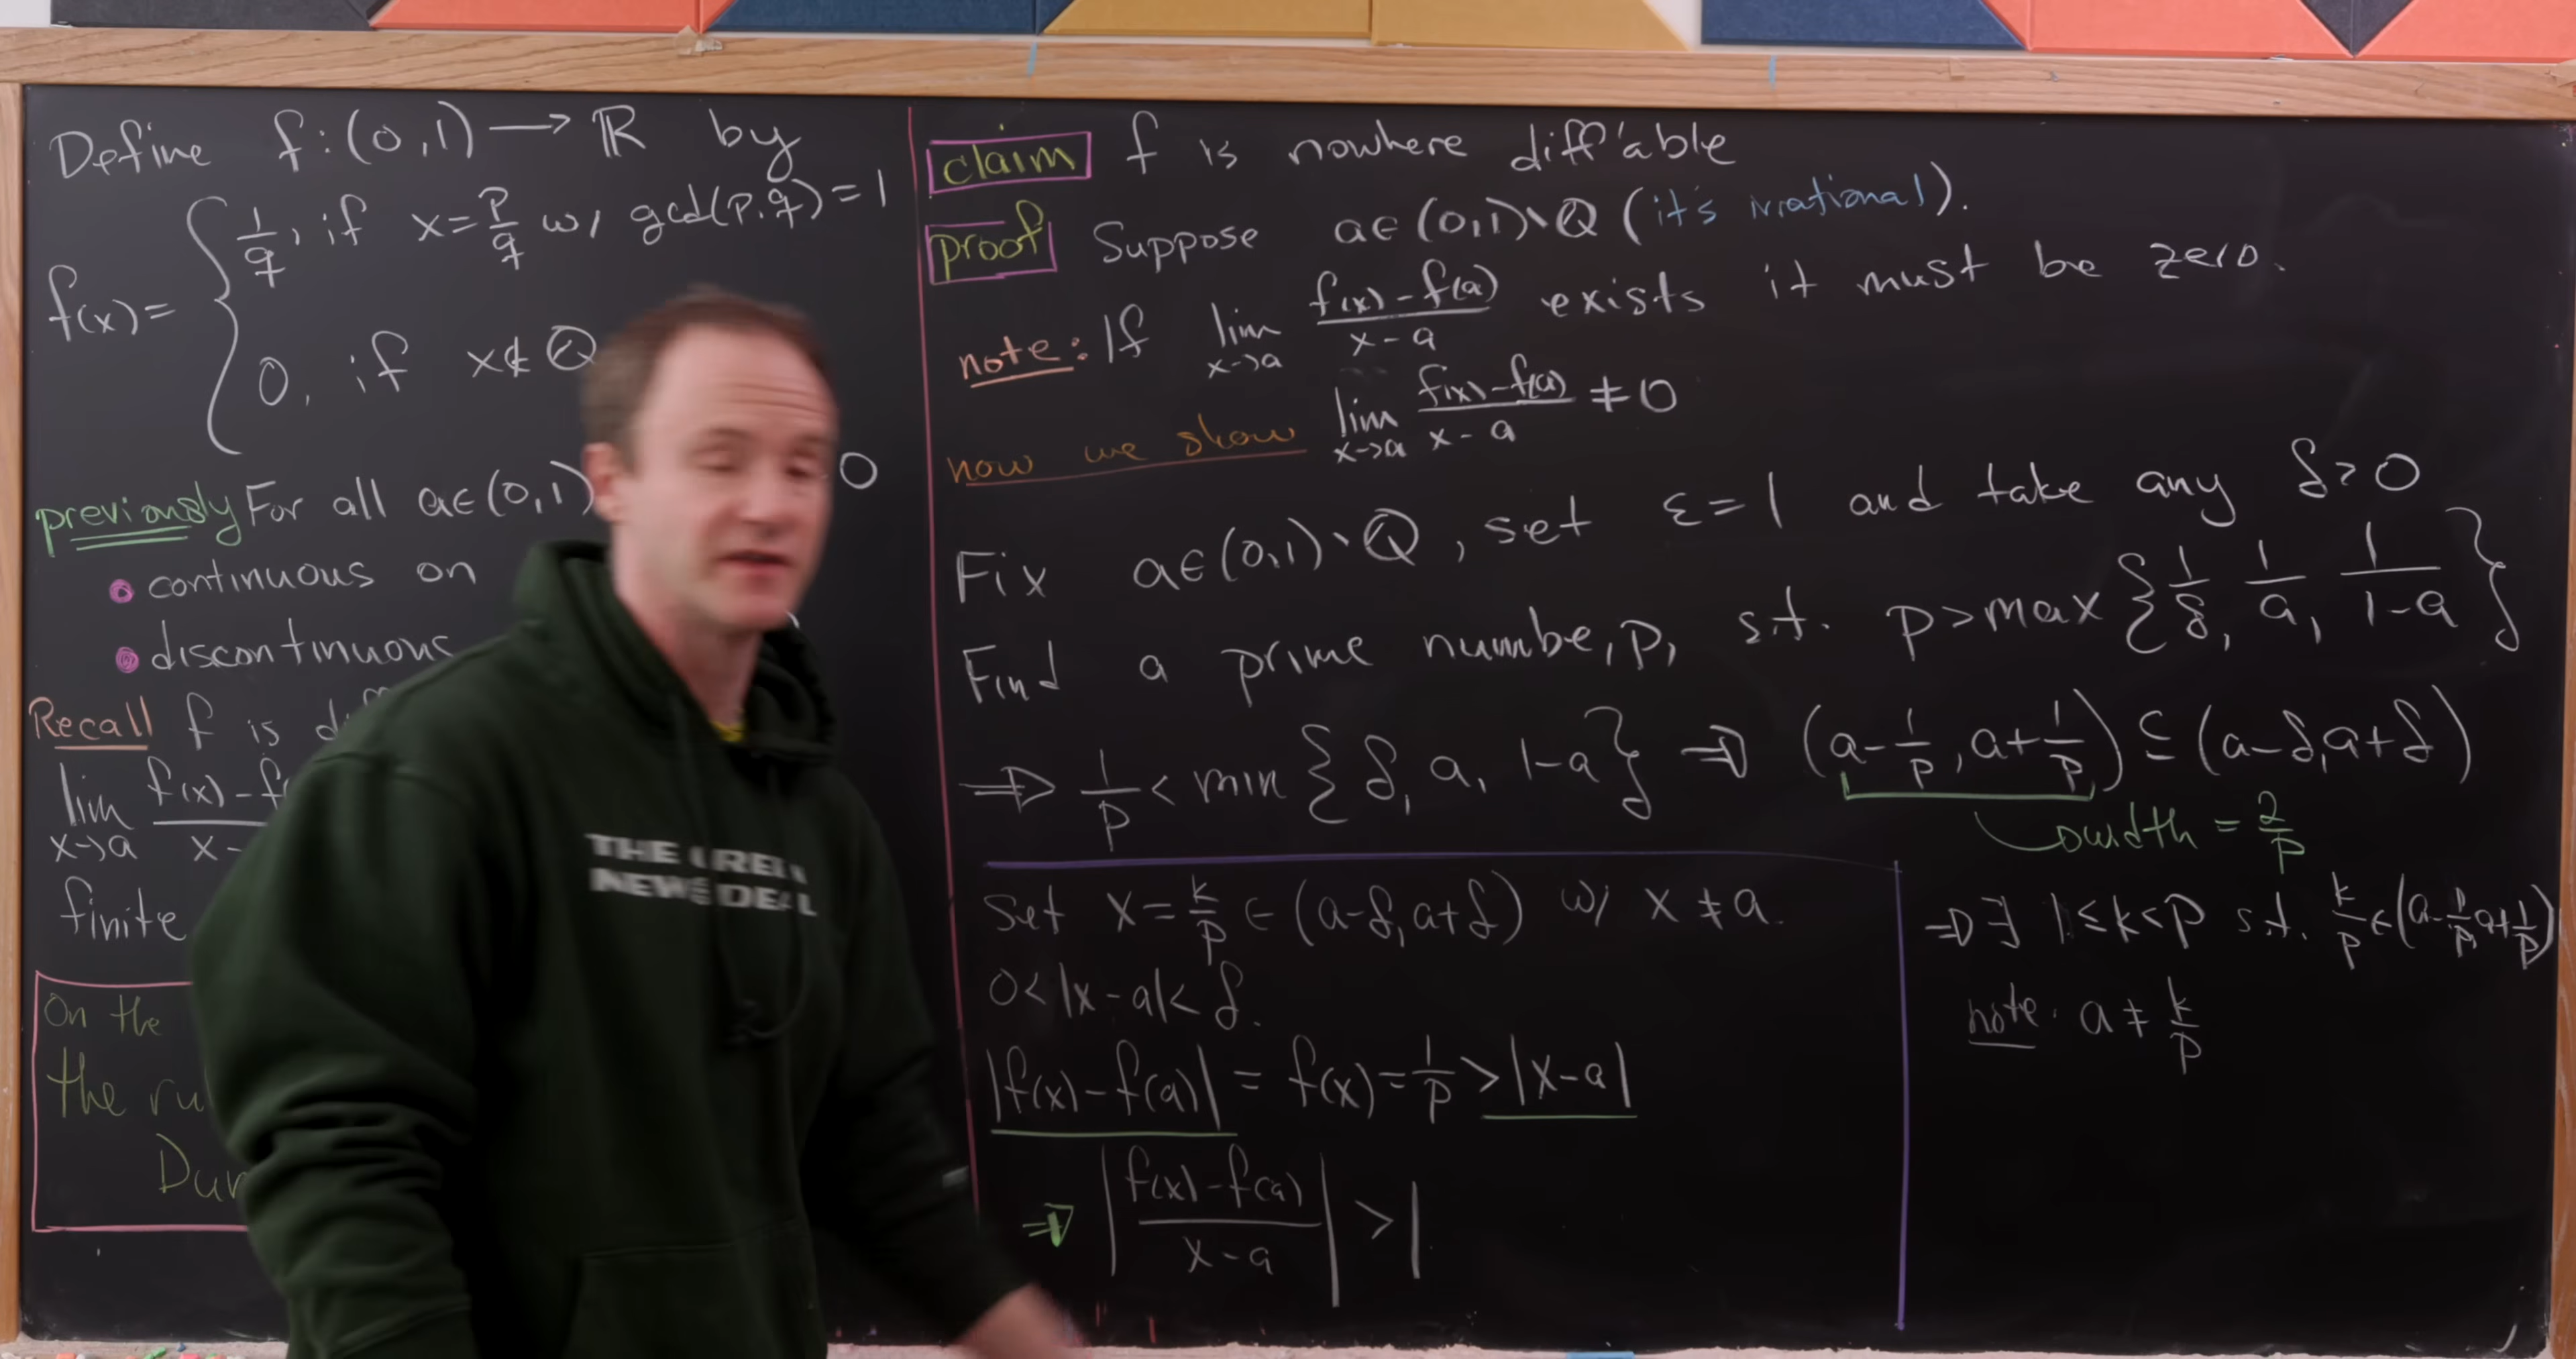 Define f:(0,1) → ℝ by
f(x) = { 1/q, if x = p/q w/ gcd(p,q) = 1
0, if x ∉ ℚ
previously For all a∈(0,1) 0
• continuous on
• discontinuous
Recall f is
lim x→a f(x)-f( / x-
finite
On the
the
claim f is nowhere diff'able
proof Suppose a∈(0,1)∖ℚ (it's irrational).
note: If lim x→a (f(x)-f(a))/(x-a) exists it must be zero.
now we show lim x→a (f(x)-f(a))/(x-a) ≠ 0
Fix a∈(0,1)∖ℚ, set ε=1 and take any δ>0
Find a prime numbe, p, s.t. p > max {1/δ, 1/a, 1/(1-a)}
⇒ 1/p < min {δ, a, 1-a} ⇒ (a-1/p, a+1/p) ⊆ (a-δ, a+δ)
width = 2/p
Set x = k/p ∈ (a-δ, a+δ) w/ x ≠ a.
0<|x-a|<δ.
|f(x)-f(a)| = f(x) = 1/p > |x-a|
⇒ |(f(x)-f(a))/(x-a)| > 1
⇒ ∃ 1≤k<p s.t. k/p ∈ (a-1/p, a+1/p)
note: a ≠ k/p
THE GREEN
NEW DEAL